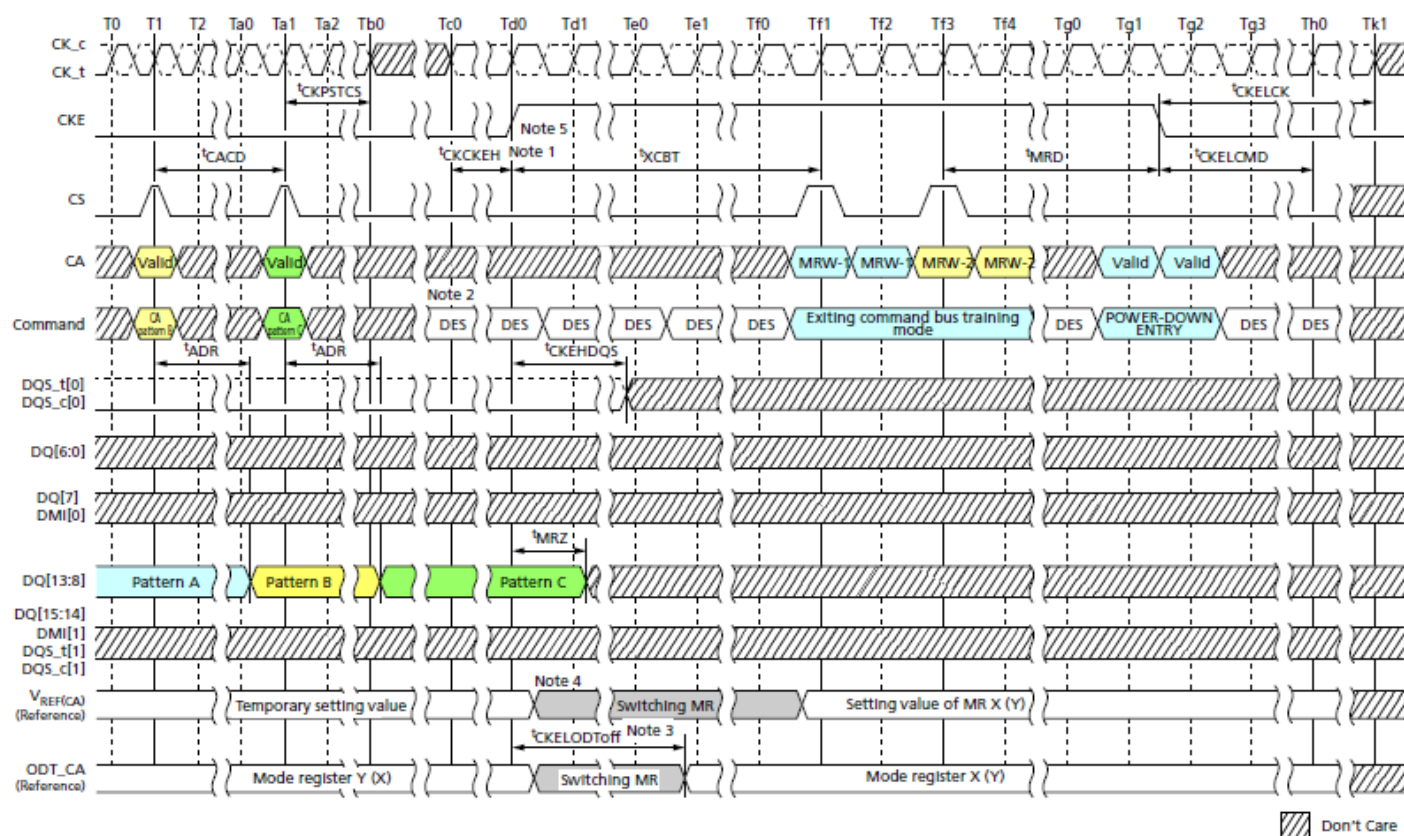 T0 T1 T2 Ta0 Ta1 Ta2 Tb0 Tc0 Td0 Td1 Te0 Te1 Tf0 Tf1 Tf2 Tf3 Tf4 Tg0 Tg1 Tg2 Tg3 Th0 Tk1
CK_c
CK_t
tCKPSTCS tCKELCK
CKE
Note 5
tCACD tCKCKEH Note 1 tXCBT tMRD tCKELCMD
CS
CA Valid Valid MRW-1 MRW-1 MRW-2 MRW-2 Valid Valid
Note 2
Command CA pattern B CA pattern C DES DES DES DES DES DES Exiting command bus training mode DES POWER-DOWN ENTRY DES DES
tADR tADR tCKEHDQS
DQS_t[0]
DQS_c[0]
DQ[6:0]
DQ[7]
DMI[0]
tMRZ
DQ[13:8] Pattern A Pattern B Pattern C
DQ[15:14]
DMI[1]
DQS_t[1]
DQS_c[1]
Note 4
VREF(CA) (Reference) Temporary setting value Switching MR Setting value of MR X (Y)
tCKELODToff Note 3
ODT_CA (Reference) Mode register Y (X) Switching MR Mode register X (Y)
Don't Care